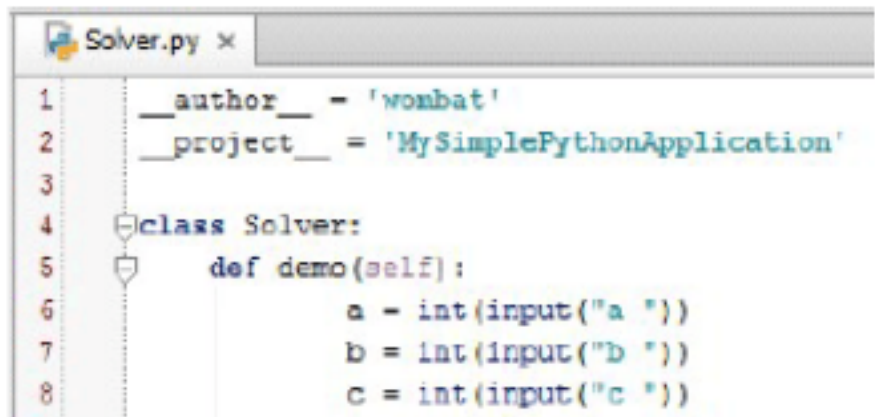 Solver.py ×
1 __author__ = 'wombat'
2 __project__ = 'MySimplePythonApplication'
3
4 class Solver:
5     def demo(self):
6             a = int(input("a "))
7             b = int(input("b "))
8             c = int(input("c "))